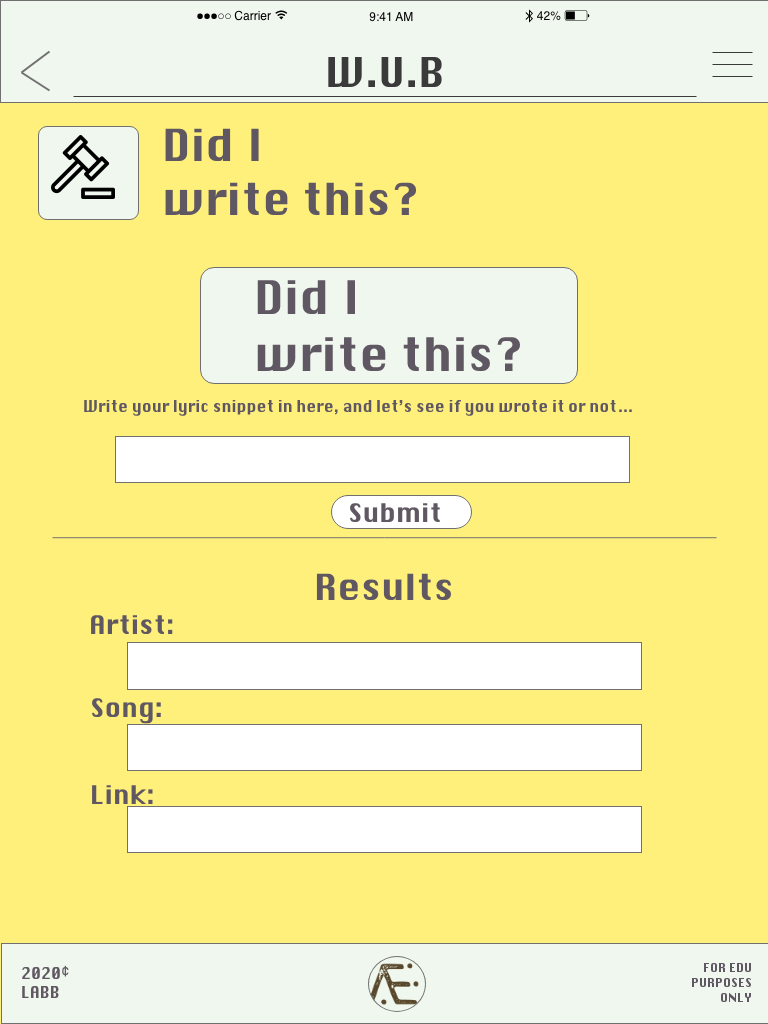 Carrier
9:41 AM
42%
W.U.B
Did I
write this?
Did I
write this?
Write your lyric snippet in here, and let's see if you wrote it or not...
Submit
Results
Artist:
Song:
Link:
2020¢
LABB
Æ
FOR EDU
PURPOSES
ONLY